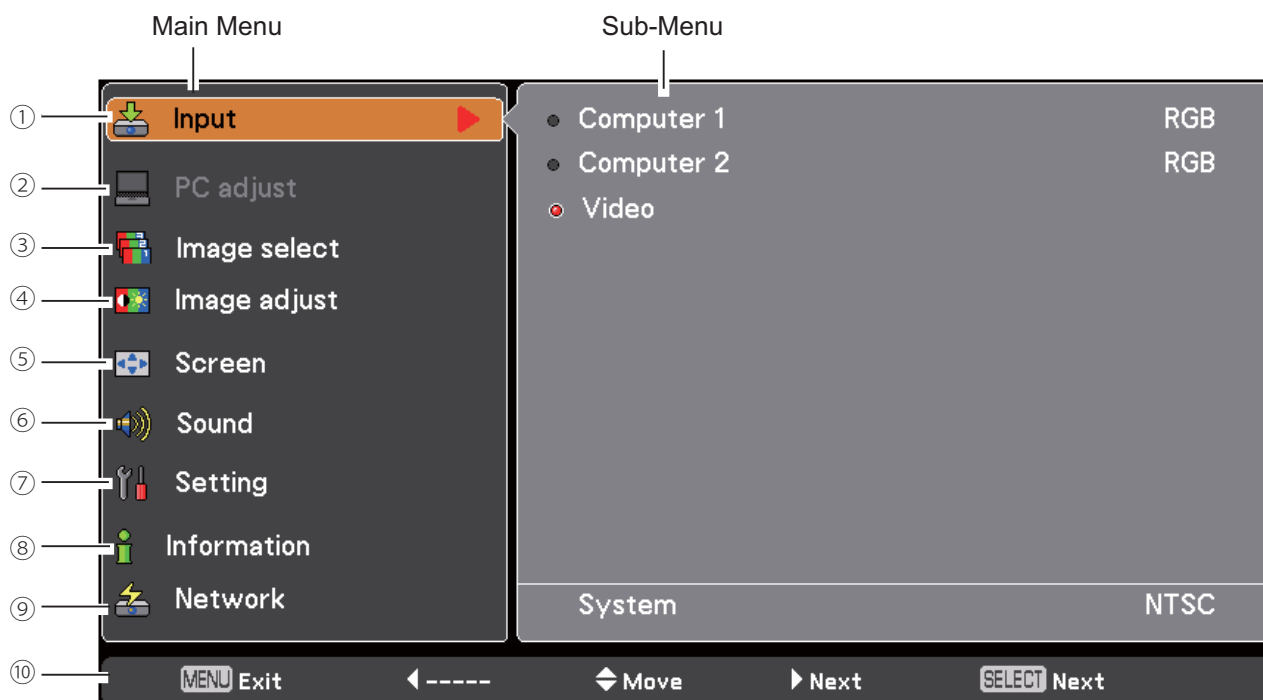 Main Menu
Sub-Menu
① Input
② PC adjust
③ Image select
④ Image adjust
⑤ Screen
⑥ Sound
⑦ Setting
⑧ Information
⑨ Network
Computer 1 RGB
Computer 2 RGB
Video
System NTSC
⑩ MENU Exit ----- Move Next SELECT Next